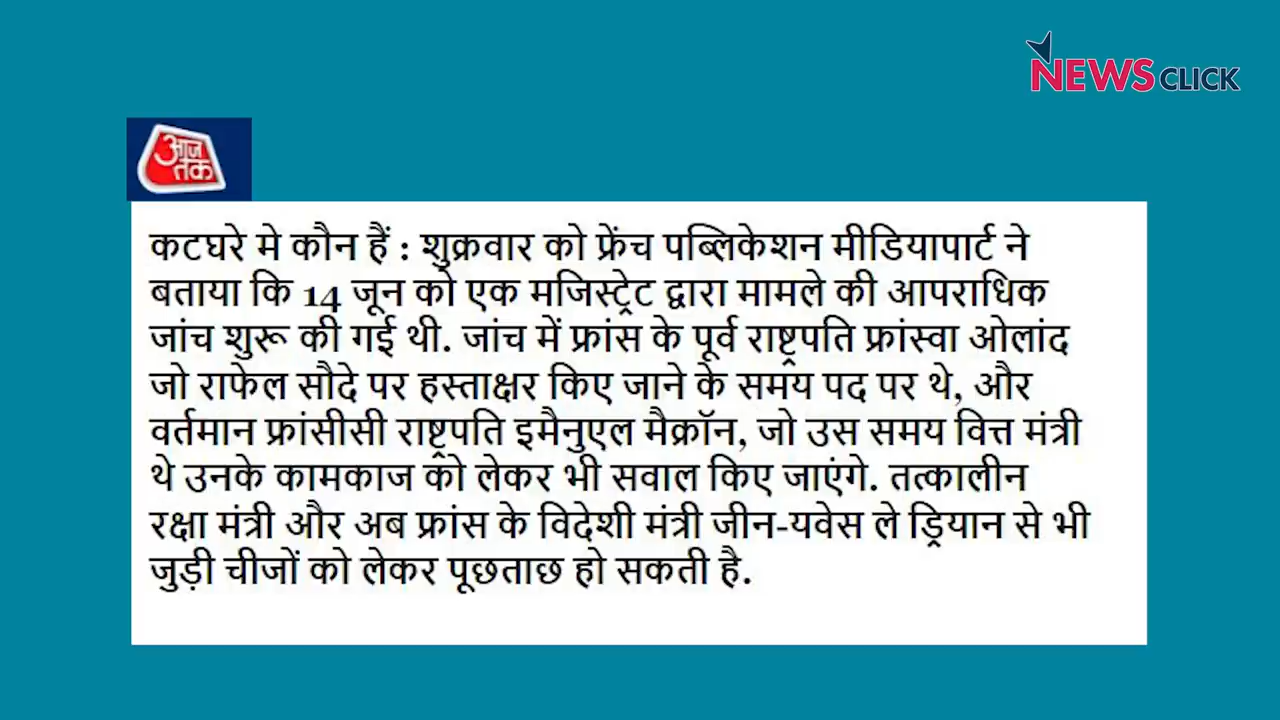 NEWSCLICK
आज
तक
कटघरे मे कौन हैं : शुक्रवार को फ्रेंच पब्लिकेशन मीडियापार्ट ने
बताया कि 14 जून को एक मजिस्ट्रेट द्वारा मामले की आपराधिक
जांच शुरू की गई थी. जांच में फ्रांस के पूर्व राष्ट्रपति फ्रांस्वा ओलांद
जो राफेल सौदे पर हस्ताक्षर किए जाने के समय पद पर थे, और
वर्तमान फ्रांसीसी राष्ट्रपति इमैनुएल मैक्रॉन, जो उस समय वित्त मंत्री
थे उनके कामकाज को लेकर भी सवाल किए जाएंगे. तत्कालीन
रक्षा मंत्री और अब फ्रांस के विदेशी मंत्री जीन-यवेस ले ड्रियान से भी
जुड़ी चीजों को लेकर पूछताछ हो सकती है.